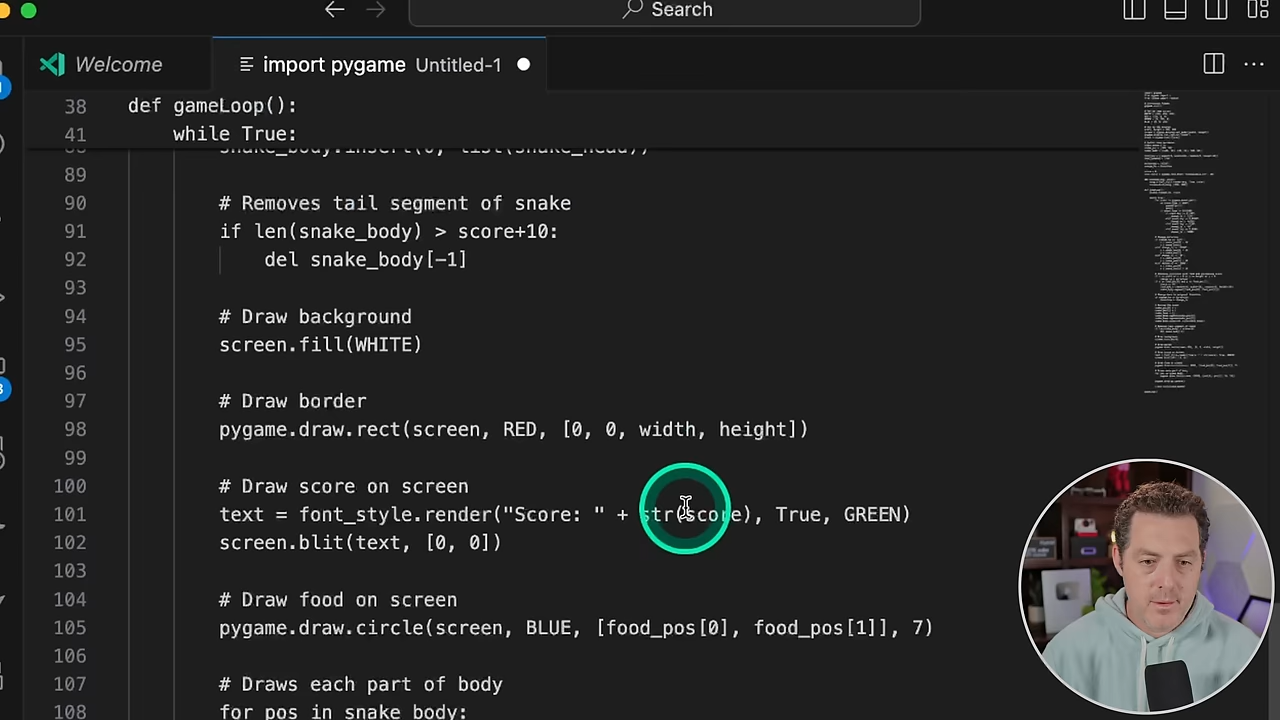 Search
Welcome
import pygame Untitled-1
38 def gameLoop():
41 while True:
89
90 # Removes tail segment of snake
91 if len(snake_body) > score+10:
92 del snake_body[-1]
93
94 # Draw background
95 screen.fill(WHITE)
96
97 # Draw border
98 pygame.draw.rect(screen, RED, [0, 0, width, height])
99
100 # Draw score on screen
101 text = font_style.render("Score: " + str(score), True, GREEN)
102 screen.blit(text, [0, 0])
103
104 # Draw food on screen
105 pygame.draw.circle(screen, BLUE, [food_pos[0], food_pos[1]], 7)
106
107 # Draws each part of body
108 for pos in snake_body: